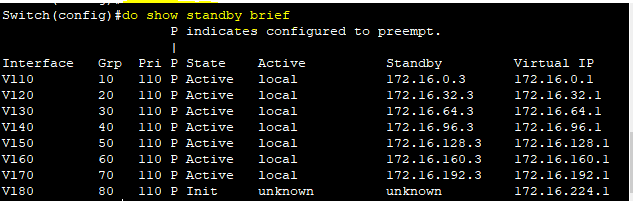 Switch(config)#do show standby brief
P indicates configured to preempt.
|
Interface Grp Pri P State Active Standby Virtual IP
Vl10 10 110 P Active local 172.16.0.3 172.16.0.1
Vl20 20 110 P Active local 172.16.32.3 172.16.32.1
Vl30 30 110 P Active local 172.16.64.3 172.16.64.1
Vl40 40 110 P Active local 172.16.96.3 172.16.96.1
Vl50 50 110 P Active local 172.16.128.3 172.16.128.1
Vl60 60 110 P Active local 172.16.160.3 172.16.160.1
Vl70 70 110 P Active local 172.16.192.3 172.16.192.1
Vl80 80 110 P Init unknown unknown 172.16.224.1